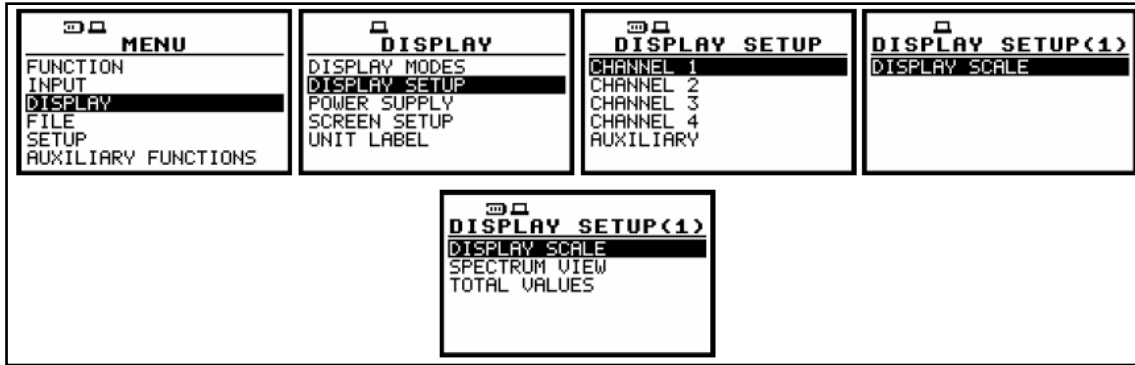 MENU
FUNCTION
INPUT
DISPLAY
FILE
SETUP
AUXILIARY FUNCTIONS
DISPLAY
DISPLAY MODES
DISPLAY SETUP
POWER SUPPLY
SCREEN SETUP
UNIT LABEL
DISPLAY SETUP
CHANNEL 1
CHANNEL 2
CHANNEL 3
CHANNEL 4
AUXILIARY
DISPLAY SETUP(1)
DISPLAY SCALE
DISPLAY SETUP(1)
DISPLAY SCALE
SPECTRUM VIEW
TOTAL VALUES